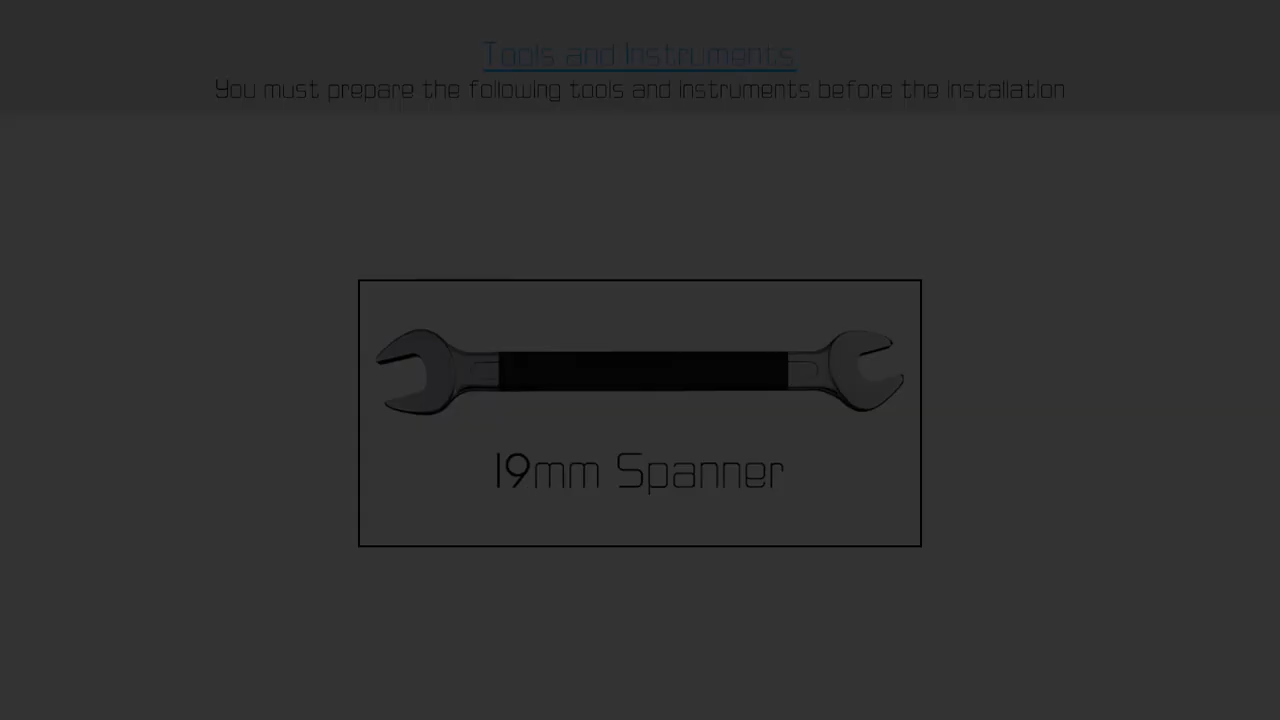 Tools and Instruments
You must prepare the following tools and instruments before the installation
19mm Spanner